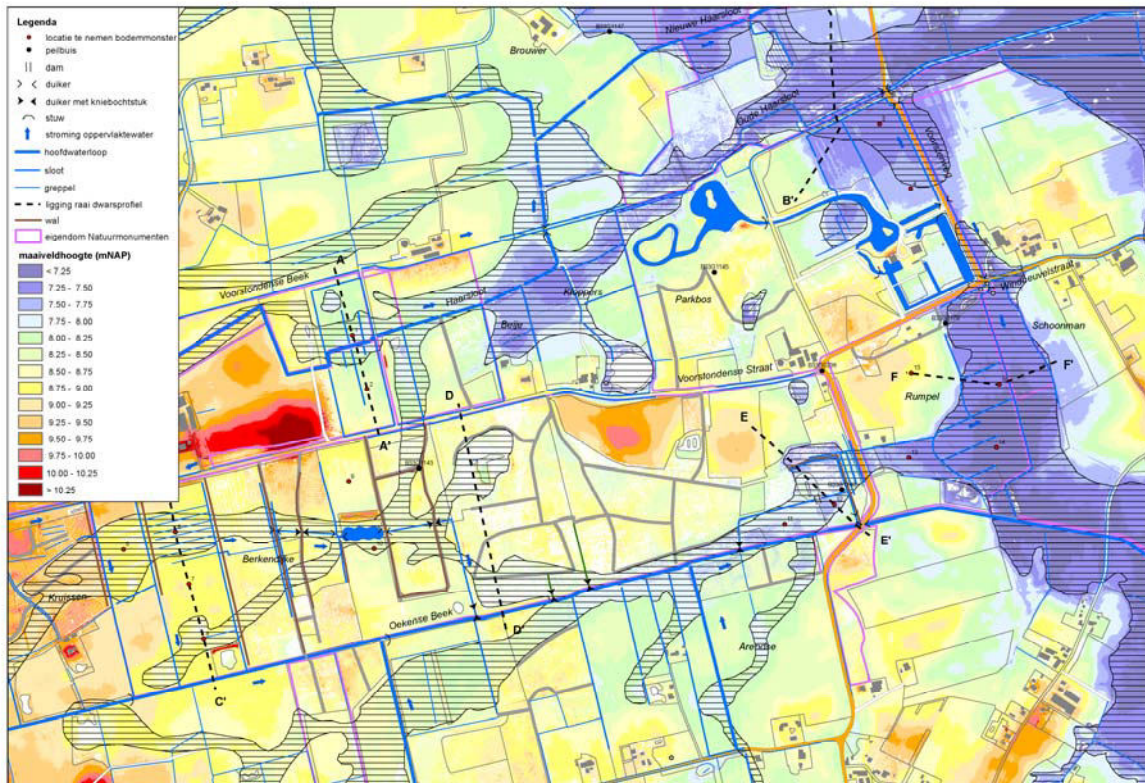 Legenda
locatie te nemen bodemmonster
peilbuis
dam
duiker
duiker met kniebochtstuk
stuw
stroming oppervlaktewater
hoofdwaterloop
sloot
greppel
ligging raai dwarsprofiel
wal
eigendom Natuurmonumenten
maaiveldhoogte (mNAP)
< 7.25
7.25 - 7.50
7.50 - 7.75
7.75 - 8.00
8.00 - 8.25
8.25 - 8.50
8.50 - 8.75
8.75 - 9.00
9.00 - 9.25
9.25 - 9.50
9.50 - 9.75
9.75 - 10.00
10.00 - 10.25
> 10.25
Nieuwe Haarsloot
Brouwer
Oude Haarsloot
Voorsterweg
B'
A
Voorstondense Beek
Haarsloot
Kluppers
Parkbos
Windheuvelstraat
Beitje
Schoonman
Voorstondense Straat
F
F'
Rumpel
D
E
A'
E'
Berkendijke
Kruissen
Oekense Beek
D'
Arendse
C'